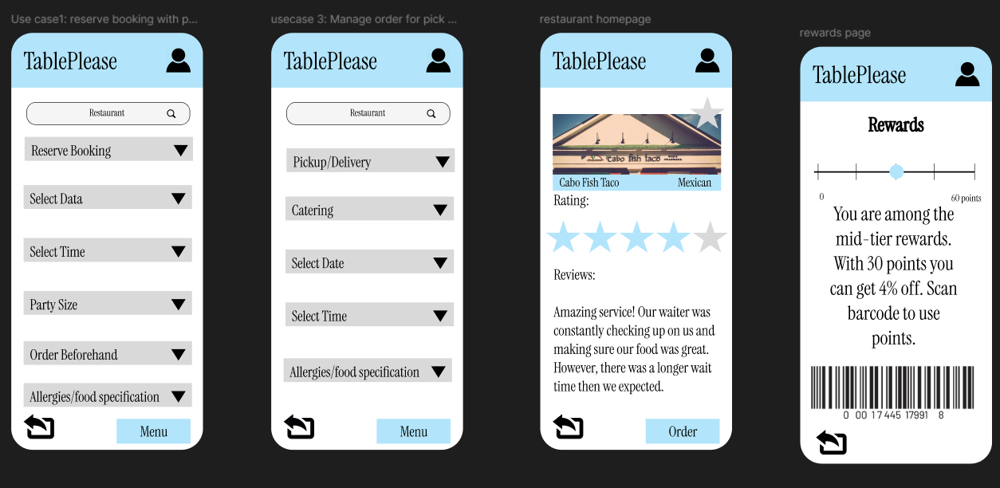 Use case1: reserve booking with p...
TablePlease
Restaurant
Reserve Booking
Select Data
Select Time
Party Size
Order Beforehand
Allergies/food specification
Menu
usecase 3: Manage order for pick ...
TablePlease
Restaurant
Pickup/Delivery
Catering
Select Date
Select Time
Allergies/food specification
Menu
restaurant homepage
TablePlease
cabo fish taco
Cabo Fish Taco Mexican
Rating:
Reviews:
Amazing service! Our waiter was
constantly checking up on us and
making sure our food was great.
However, there was a longer wait
time then we expected.
Order
rewards page
TablePlease
Rewards
0 60 points
You are among the
mid-tier rewards.
With 30 points you
can get 4% off. Scan
barcode to use
points.
0 00 17445 17991 8